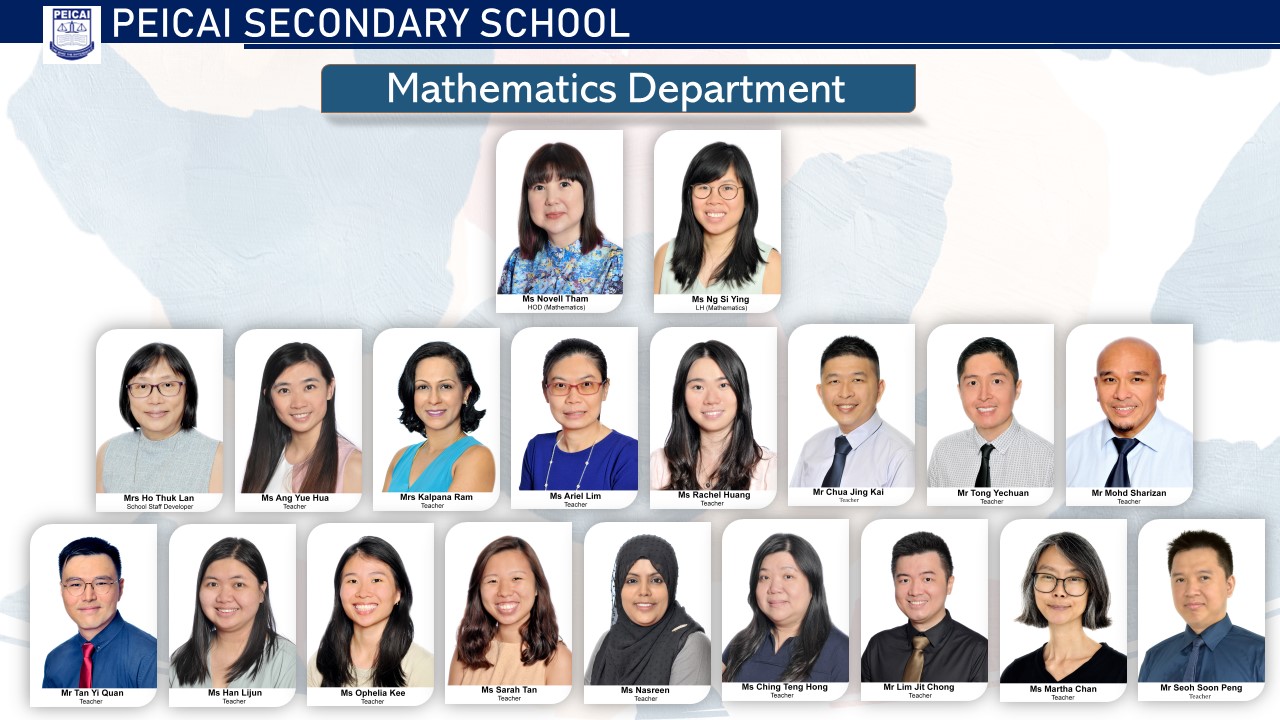 PEICAI
PEICAI SECONDARY SCHOOL
Mathematics Department
Ms Novell Tham
HOD (Mathematics)
Ms Ng Si Ying
LH (Mathematics)
Mrs Ho Thuk Lan
School Staff Developer
Ms Ang Yue Hua
Teacher
Mrs Kalpana Ram
Teacher
Ms Ariel Lim
Teacher
Ms Rachel Huang
Teacher
Mr Chua Jing Kai
Teacher
Mr Tong Yechuan
Teacher
Mr Mohd Sharizan
Teacher
Mr Tan Yi Quan
Teacher
Ms Han Lijun
Teacher
Ms Ophelia Kee
Teacher
Ms Sarah Tan
Teacher
Ms Nasreen
Teacher
Ms Ching Teng Hong
Teacher
Mr Lim Jit Chong
Teacher
Ms Martha Chan
Teacher
Mr Seoh Soon Peng
Teacher